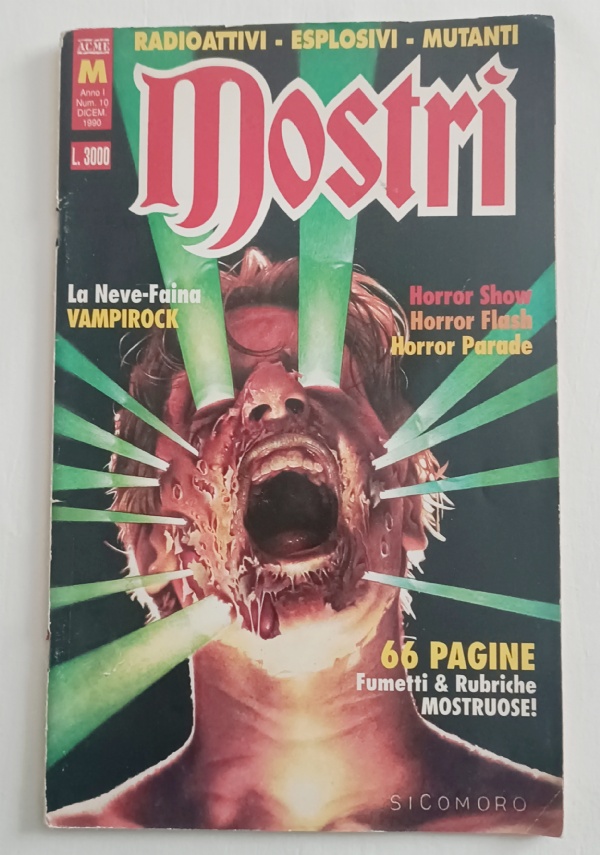 RADIOATTIVI - ESPLOSIVI - MUTANTI
ACME
M
Anno I
Num. 10
DICEM.
1990
L. 3000
Mostri
La Neve-Faina
VAMPIROCK
Horror Show
Horror Flash
Horror Parade
66 PAGINE
Fumetti & Rubriche
MOSTRUOSE!
SICOMORO